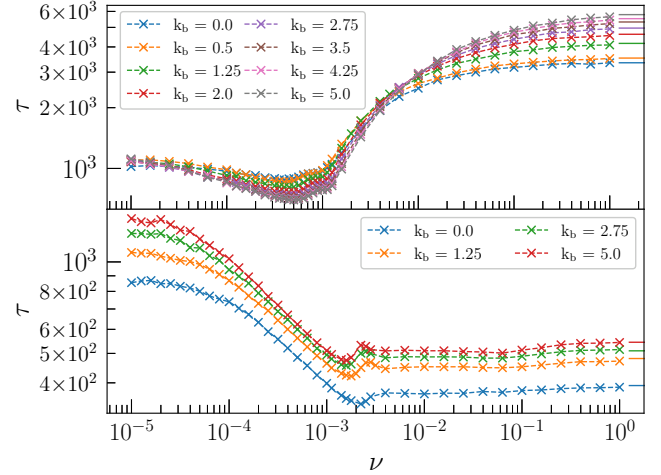 6 × 10³
4 × 10³
3 × 10³
2 × 10³
10³
τ
k_b = 0.0
k_b = 0.5
k_b = 1.25
k_b = 2.0
k_b = 2.75
k_b = 3.5
k_b = 4.25
k_b = 5.0
10³
8 × 10²
6 × 10²
5 × 10²
4 × 10²
τ
k_b = 0.0
k_b = 1.25
k_b = 2.75
k_b = 5.0
10⁻⁵
10⁻⁴
10⁻³
10⁻²
10⁻¹
10⁰
ν